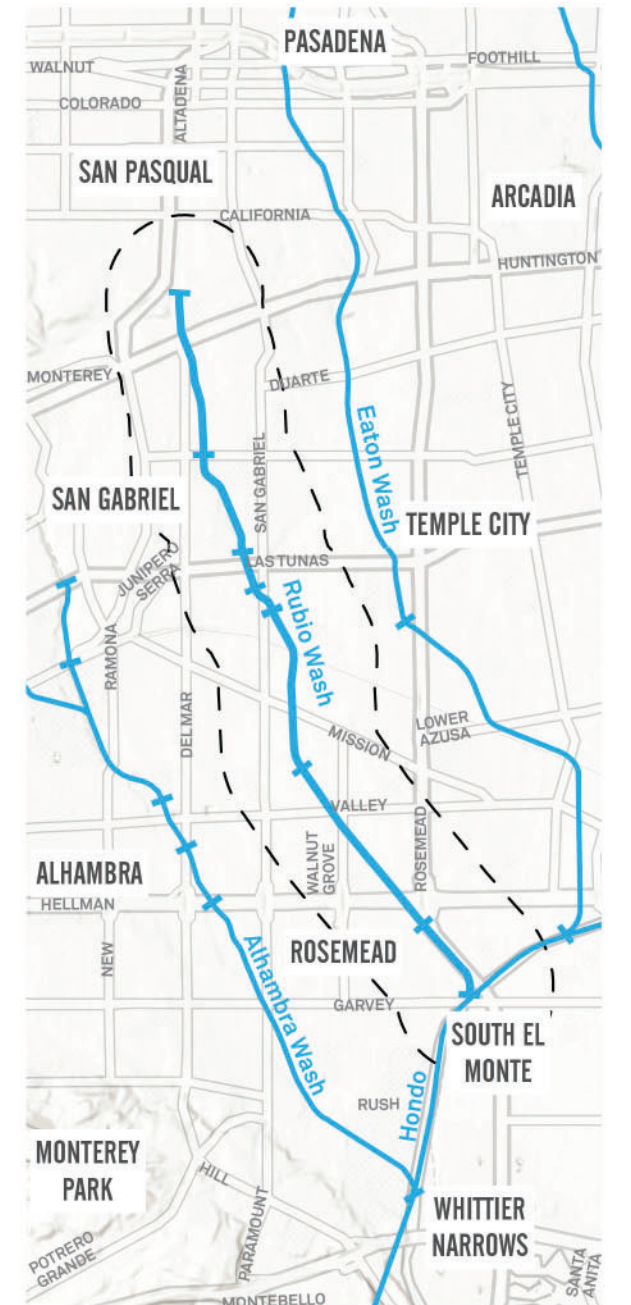 PASADENA
FOOTHILL
WALNUT
ALTADENA
COLORADO
SAN PASQUAL
ARCADIA
CALIFORNIA
HUNTINGTON
MONTEREY
DUARTE
TEMPLE CITY
Eaton Wash
SAN GABRIEL
SAN GABRIEL
TEMPLE CITY
LAS TUNAS
JUNIPERO
SERRA
Rubio Wash
RAMONA
DEL MAR
LOWER
AZUSA
MISSION
VALLEY
WALNUT
GROVE
ROSEMEAD
ALHAMBRA
HELLMAN
ROSEMEAD
NEW
Alhambra Wash
GARVEY
SOUTH EL
MONTE
Hondo
RUSH
MONTEREY
PARK
HILL
PARAMOUNT
WHITTIER
NARROWS
POTRERO
GRANDE
SANTA
ANITA
MONTEBELLO